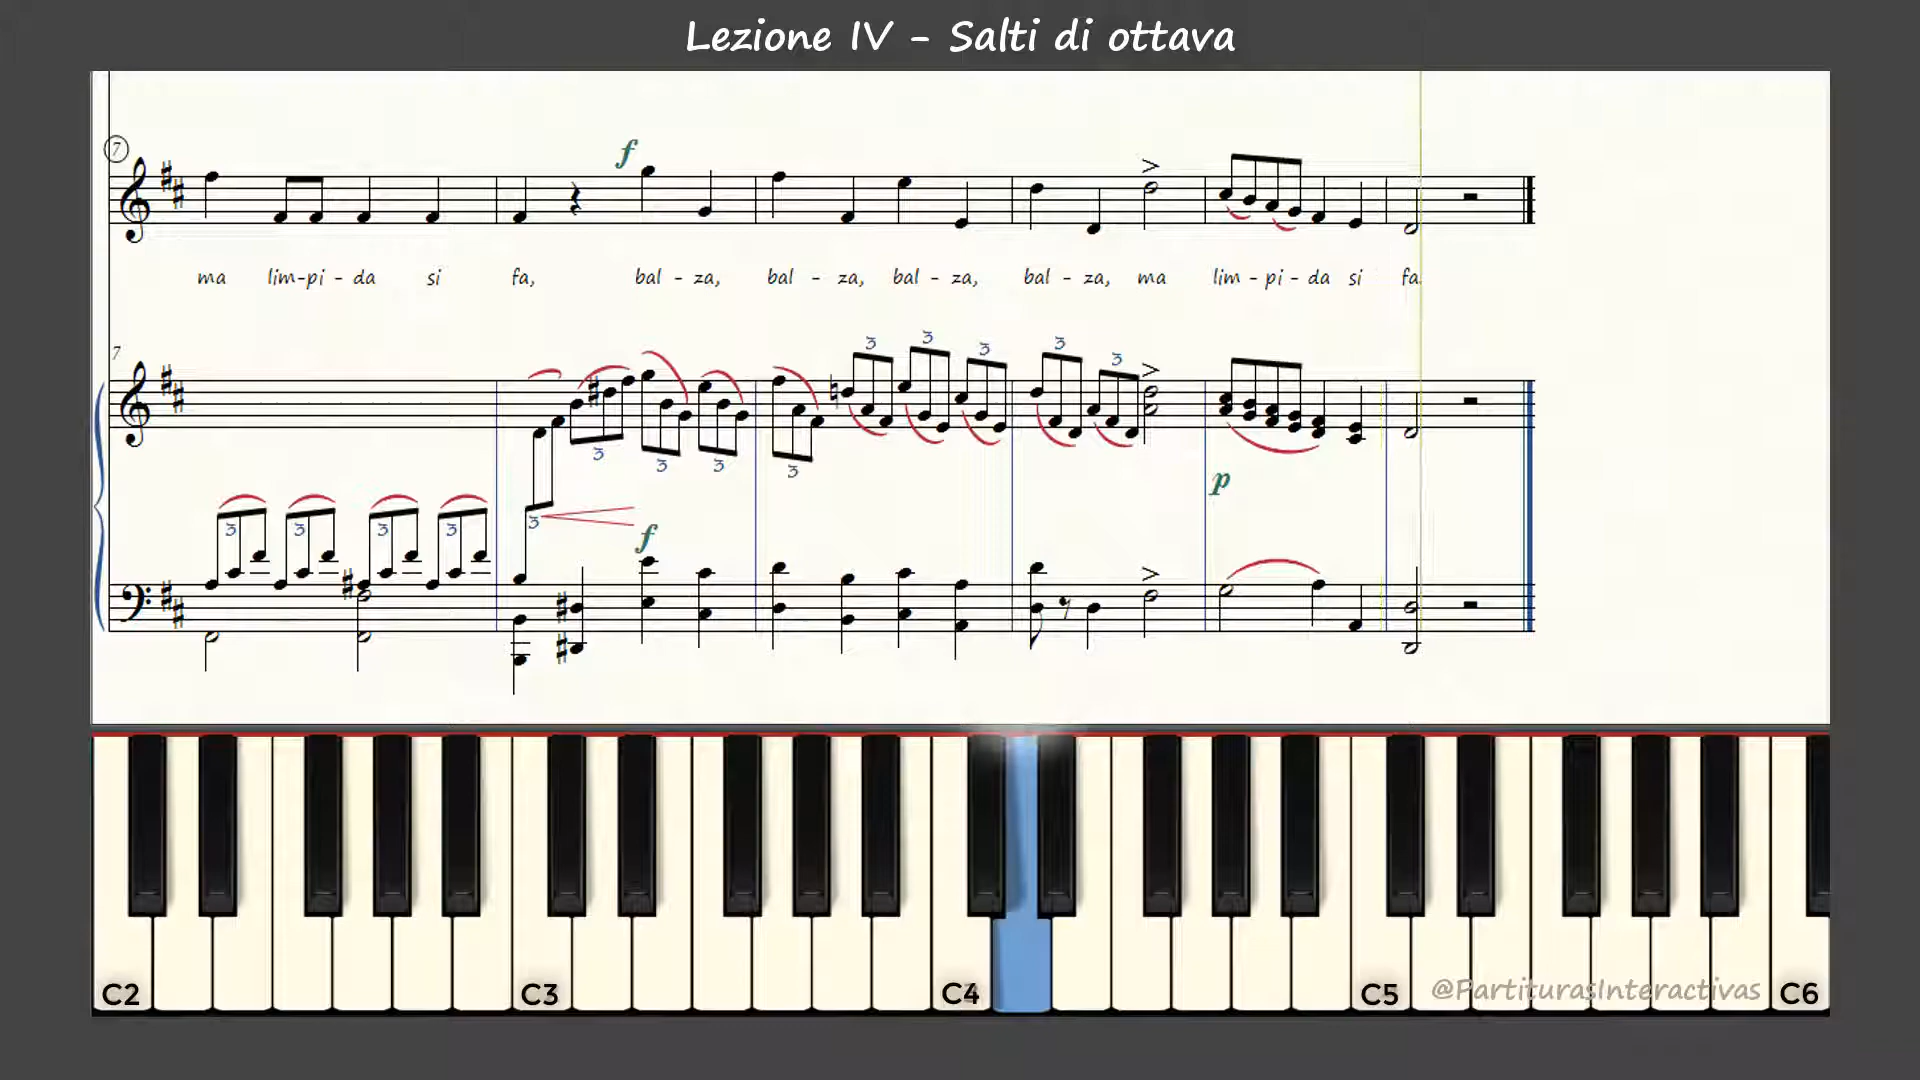 Lezione IV - Salti di ottava
7
f
ma lim-pi - da si fa, bal - za, bal - za, bal - za, bal - za, ma lim - pi - da si fa.
7
3 3 3 3 3
3 3 3 3
3 3 3 3 3
p
f
C2 C3 C4 C5 C6
@PartiturasInteractivas